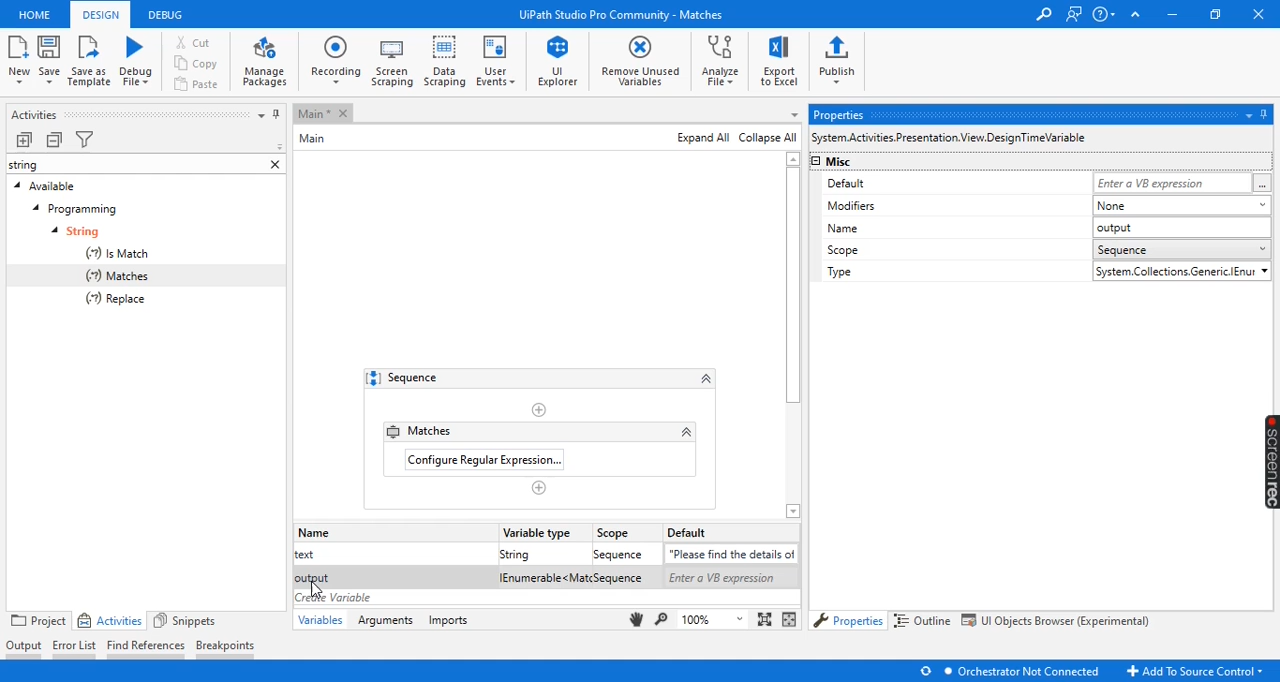 HOME DESIGN DEBUG UiPath Studio Pro Community - Matches
New Save Save as Template Debug File Cut Copy Paste Manage Packages Recording Screen Scraping Data Scraping User Events UI Explorer Remove Unused Variables Analyze File Export to Excel Publish
Activities
string
Available
Programming
String
Is Match
Matches
Replace
Main *
Main Expand All Collapse All
Sequence
Matches
Configure Regular Expression...
Name Variable type Scope Default
text String Sequence "Please find the details of
output IEnumerable<Matc Sequence Enter a VB expression
Create Variable
Variables Arguments Imports 100%
Properties
System.Activities.Presentation.View.DesignTimeVariable
Misc
Default Enter a VB expression ...
Modifiers None
Name output
Scope Sequence
Type System.Collections.Generic.IEnur
Project Activities Snippets
Properties Outline UI Objects Browser (Experimental)
Output Error List Find References Breakpoints
Orchestrator Not Connected Add To Source Control
screenrec